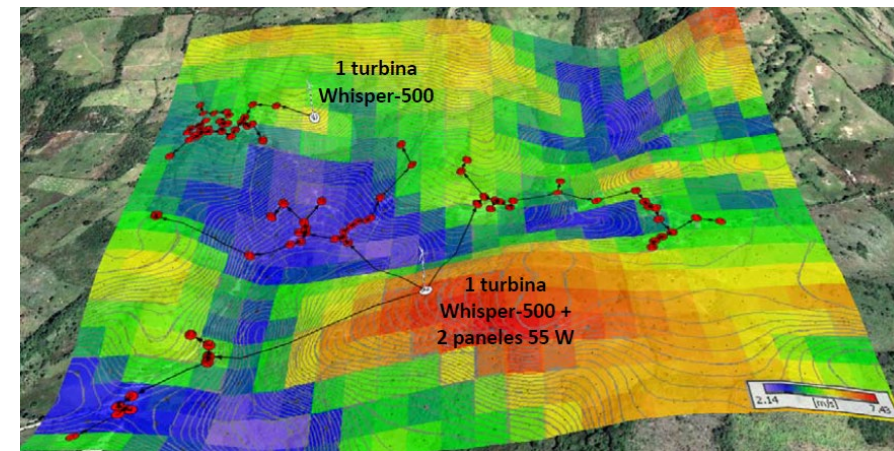 1 turbina
Whisper-500
1 turbina
Whisper-500 +
2 paneles 55 W
2.14 [m/s] 7.43